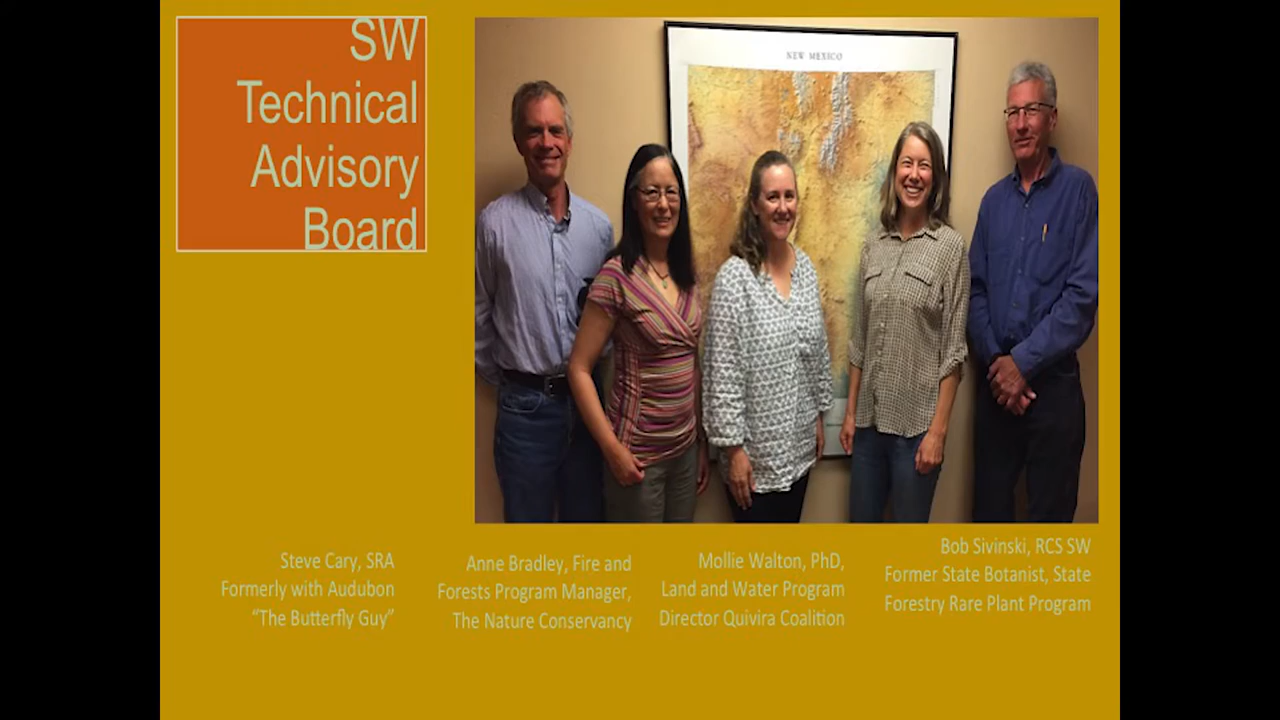 SW
Technical
Advisory
Board
NEW MEXICO
Steve Cary, SRA
Formerly with Audubon
“The Butterfly Guy”
Anne Bradley, Fire and
Forests Program Manager,
The Nature Conservancy
Mollie Walton, PhD,
Land and Water Program
Director Quivira Coalition
Bob Sivinski, RCS SW
Former State Botanist, State
Forestry Rare Plant Program